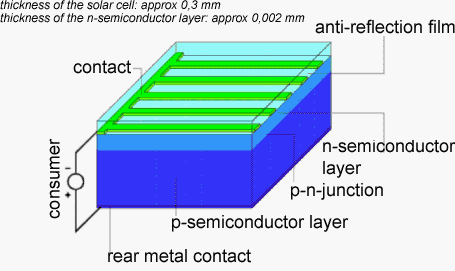 thickness of the solar cell: approx 0,3 mm
thickness of the n-semiconductor layer: approx 0,002 mm
anti-reflection film
contact
n-semiconductor
layer
p-n-junction
consumer
-
+
p-semiconductor layer
rear metal contact